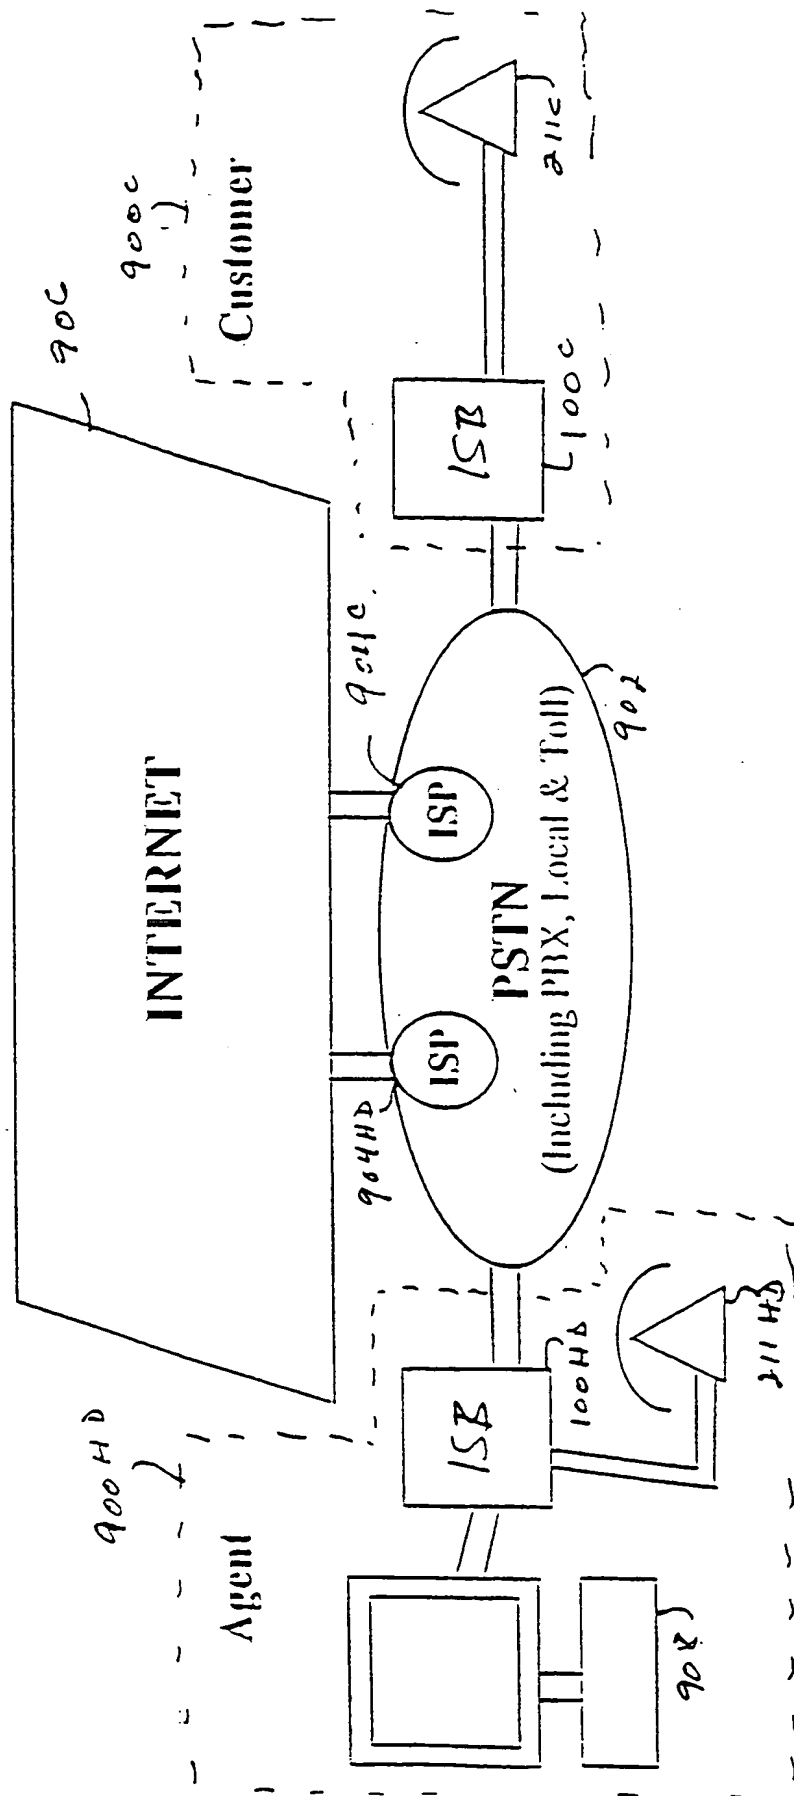 900HD
Agent
ISB
100HD
211HD
908
INTERNET
906
904HD
ISP
904C
ISP
PSTN
(Including PBX, Local & Toll)
902
900C
Customer
ISB
100C
211C